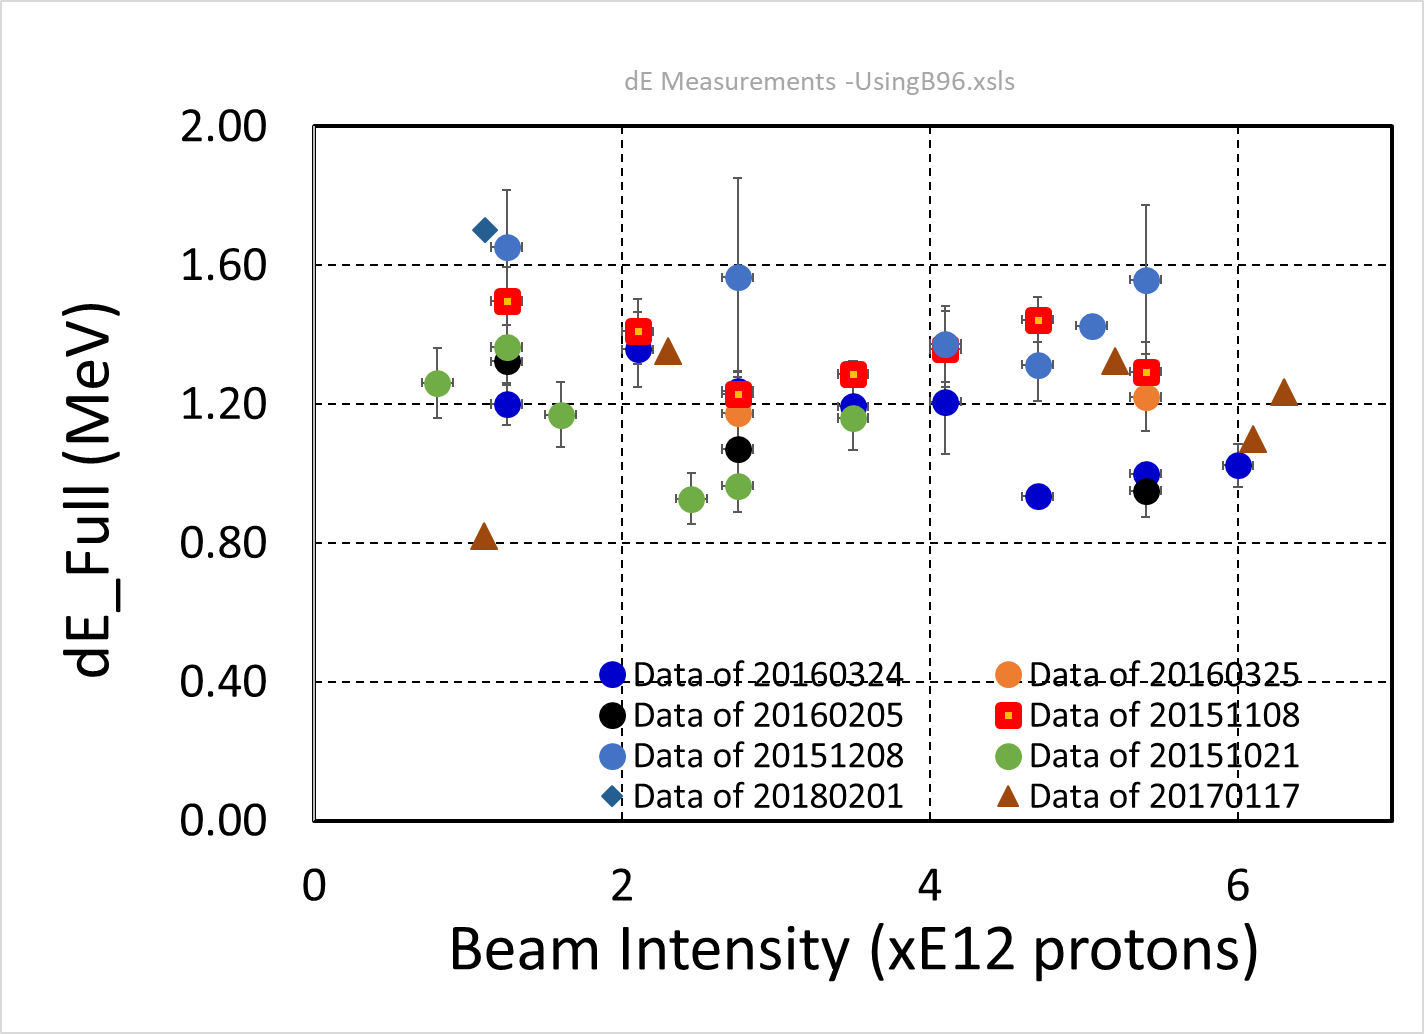 dE Measurements -UsingB96.xsls
2.00
1.60
1.20
0.80
0.40
0.00
dE_Full (MeV)
Data of 20160324
Data of 20160325
Data of 20160205
Data of 20151108
Data of 20151208
Data of 20151021
Data of 20180201
Data of 20170117
0 2 4 6
Beam Intensity (xE12 protons)